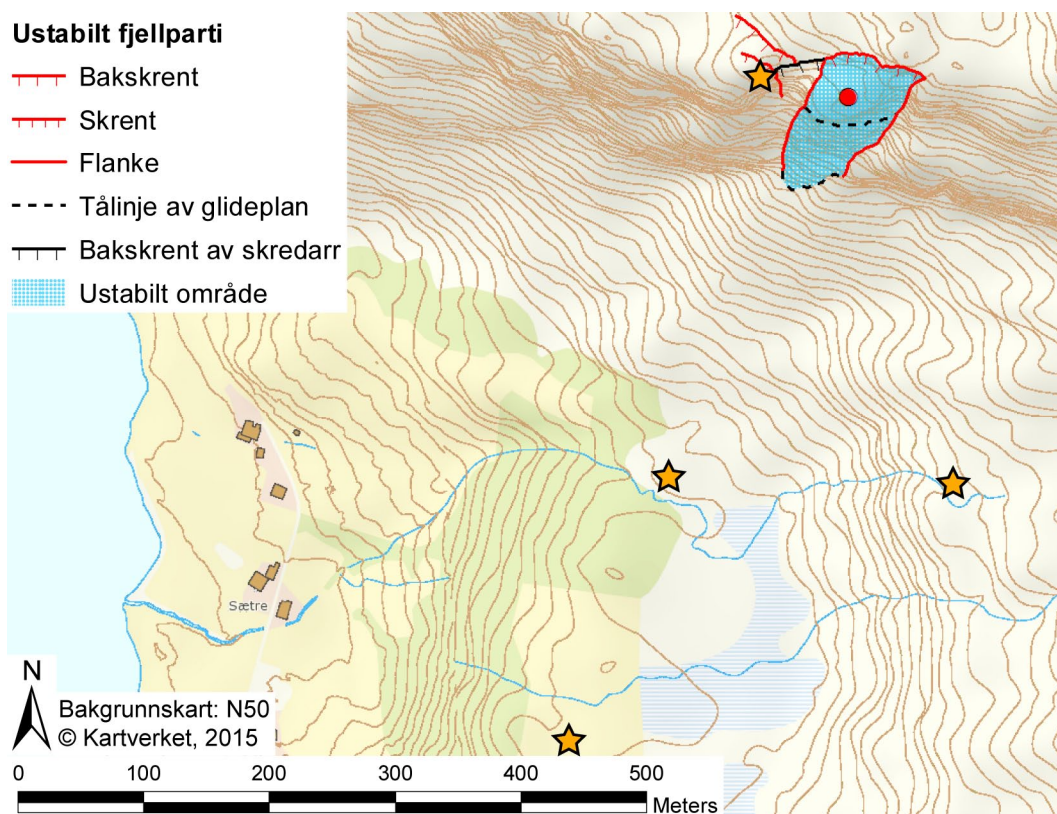 Ustabilt fjellparti
Bakskrent
Skrent
Flanke
Tålinje av glideplan
Bakskrent av skredarr
Ustabilt område
Sætre
N
Bakgrunnskart: N50
© Kartverket, 2015
0 100 200 300 400 500
Meters